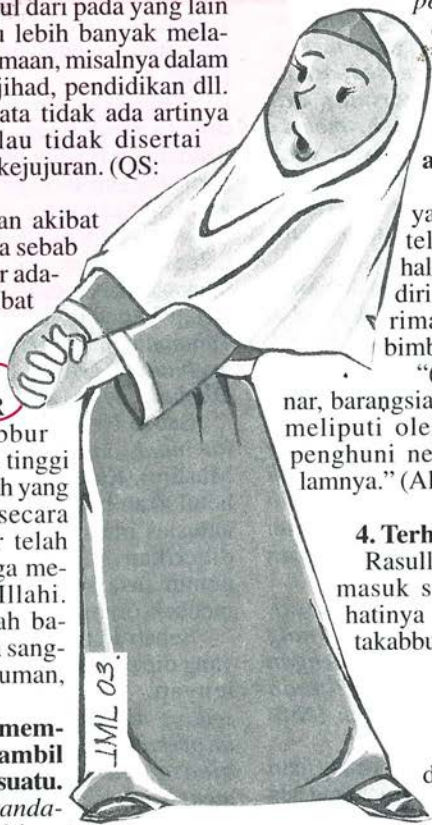 ul dari pada yang lain
lebih banyak mela-
maan, misalnya dalam
jihad, pendidikan dll.
ata tidak ada artinya
lau tidak disertai
kejujuran. (QS:
an akibat
a sebab
r ada-
bat
R
bbur
tinggi
h yang
secara
r telah
ga me-
Illahi.
ah ba-
n sang-
uman,
mem-
ambil
suatu.
anda-
IML 03.
ya
tel
hal
diri
rima
bimb
nar, barangsia
meliputi ole
penghuni ne
lamnya." (Al
4. Terh
Rasull
masuk s
hatinya
takabbu
d